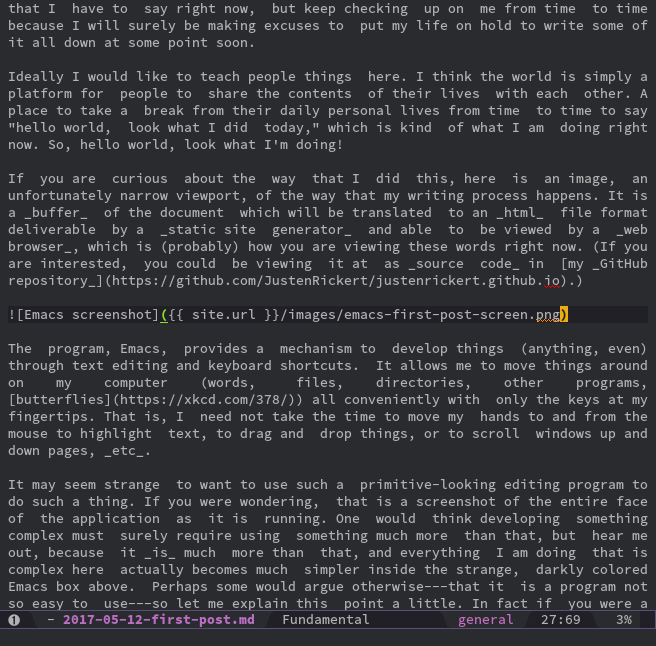 that I have to say right now, but keep checking up on me from time to time
because I will surely be making excuses to put my life on hold to write some of
it all down at some point soon.
Ideally I would like to teach people things here. I think the world is simply a
platform for people to share the contents of their lives with each other. A
place to take a break from their daily personal lives from time to time to say
"hello world, look what I did today," which is kind of what I am doing right
now. So, hello world, look what I'm doing!
If you are curious about the way that I did this, here is an image, an
unfortunately narrow viewport, of the way that my writing process happens. It is
a _buffer_ of the document which will be translated to an _html_ file format
deliverable by a _static site generator_ and able to be viewed by a _web
browser_, which is (probably) how you are viewing these words right now. (If you
are interested, you could be viewing it at as _source code_ in [my _GitHub
repository_](https://github.com/JustenRickert/justenrickert.github.io).)
![Emacs screenshot]({{ site.url }}/images/emacs-first-post-screen.png)
The program, Emacs, provides a mechanism to develop things (anything, even)
through text editing and keyboard shortcuts. It allows me to move things around
on my computer (words, files, directories, other programs,
[butterflies](https://xkcd.com/378/)) all conveniently with only the keys at my
fingertips. That is, I need not take the time to move my hands to and from the
mouse to highlight text, to drag and drop things, or to scroll windows up and
down pages, _etc_.
It may seem strange to want to use such a primitive-looking editing program to
do such a thing. If you were wondering, that is a screenshot of the entire face
of the application as it is running. One would think developing something
complex must surely require using something much more than that, but hear me
out, because it _is_ much more than that, and everything I am doing that is
complex here actually becomes much simpler inside the strange, darkly colored
Emacs box above. Perhaps some would argue otherwise---that it is a program not
so easy to use---so let me explain this point a little. In fact if you were a
❶ - 2017-05-12-first-post.md Fundamental general 27:69 3%